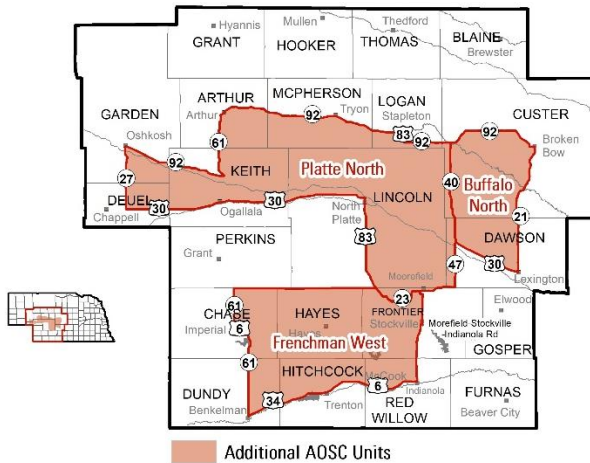 Hyannis
GRANT
Mullen
HOOKER
Thedford
THOMAS
BLAINE
Brewster
GARDEN
Oshkosh
ARTHUR
Arthur
MCPHERSON
Tryon
LOGAN
Stapleton
CUSTER
Broken
Bow
92
83
92
92
61
92
27
KEITH
Platte North
LINCOLN
40
Buffalo
North
21
DEUEL
Chappell
30
Ogallala
30
North
Platte
DAWSON
30
Lexington
PERKINS
Grant
83
47
Moorefield
23
CHASE
Imperial
61
6
61
HAYES
Hayes
FRONTIER
Stockville
Morefield Stockville
-Indianola Rd
Elwood
GOSPER
Frenchman West
HITCHCOCK
McCook
6
Indianola
DUNDY
Benkelman
34
Trenton
RED
WILLOW
FURNAS
Beaver City
Additional AOSC Units